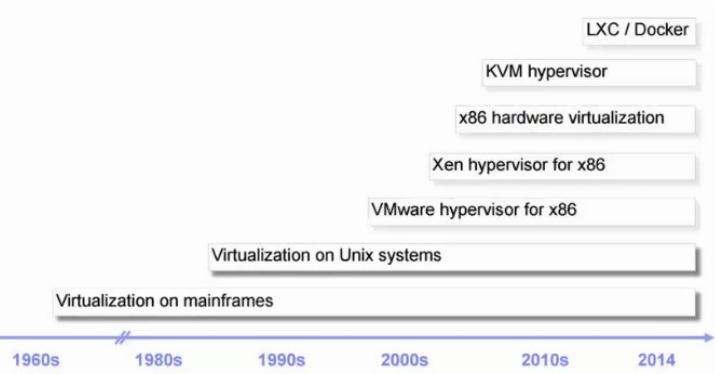 LXC / Docker
KVM hypervisor
x86 hardware virtualization
Xen hypervisor for x86
VMware hypervisor for x86
Virtualization on Unix systems
Virtualization on mainframes
1960s 1980s 1990s 2000s 2010s 2014